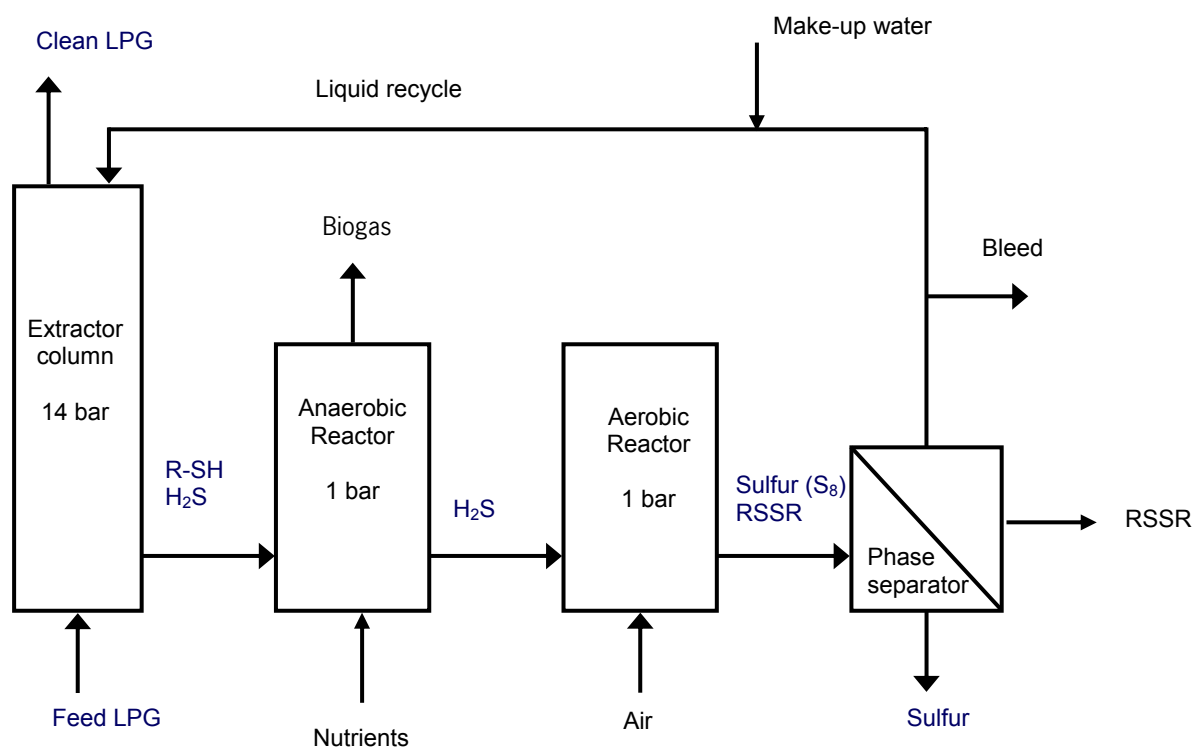 Make-up water
Clean LPG
Liquid recycle
Biogas
Bleed
Extractor
column
14 bar
Anaerobic
Reactor
1 bar
Aerobic
Reactor
1 bar
R-SH
H₂S
H₂S
Sulfur (S₈)
RSSR
RSSR
Phase
separator
Feed LPG
Nutrients
Air
Sulfur